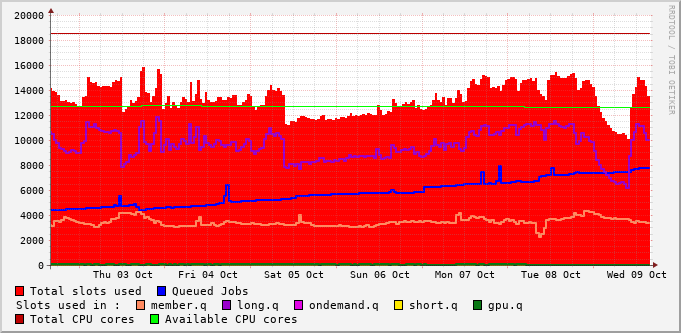 20000
18000
16000
14000
12000
10000
8000
6000
4000
2000
0
Thu 03 Oct Fri 04 Oct Sat 05 Oct Sun 06 Oct Mon 07 Oct Tue 08 Oct Wed 09 Oct
RRDTOOL / TOBI OETIKER
Total slots used Queued Jobs
Slots used in : member.q long.q ondemand.q short.q gpu.q
Total CPU cores Available CPU cores